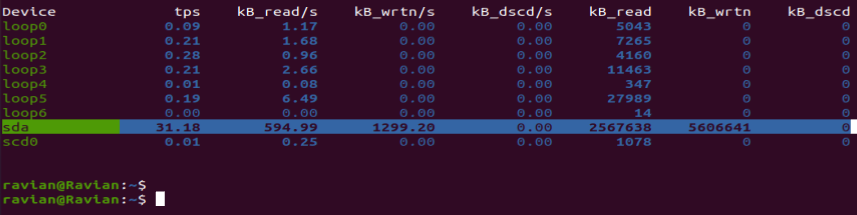 Device tps kB_read/s kB_wrtn/s kB_dscd/s kB_read kB_wrtn kB_dscd
loop0 0.09 1.17 0.00 0.00 5043 0 0
loop1 0.21 1.68 0.00 0.00 7265 0 0
loop2 0.28 0.96 0.00 0.00 4160 0 0
loop3 0.21 2.66 0.00 0.00 11463 0 0
loop4 0.01 0.08 0.00 0.00 347 0 0
loop5 0.19 6.49 0.00 0.00 27989 0 0
loop6 0.00 0.00 0.00 0.00 14 0 0
sda 31.18 594.99 1299.20 0.00 2567638 5606641 0
scd0 0.01 0.25 0.00 0.00 1078 0 0
ravian@Ravian:~$
ravian@Ravian:~$